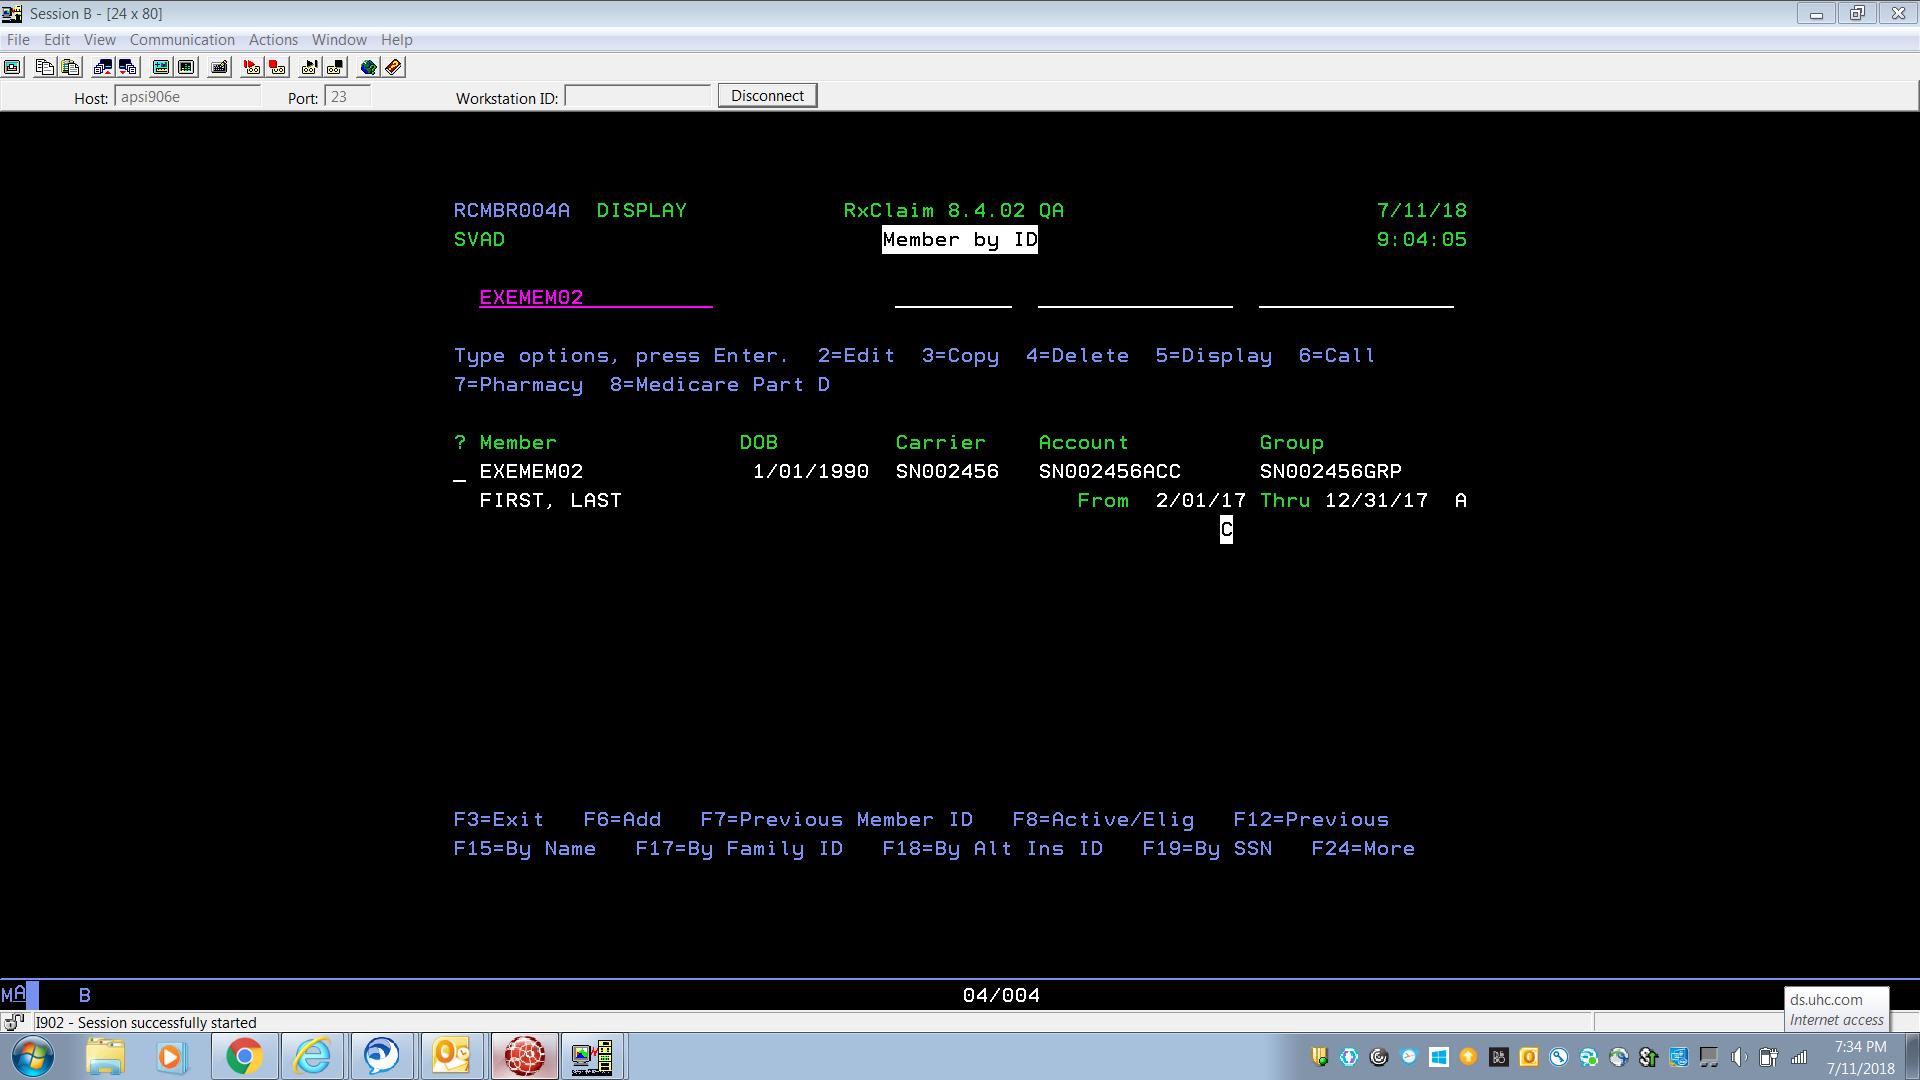 Session B - [24 x 80]
File Edit View Communication Actions Window Help
Host: apsi906e Port: 23 Workstation ID: Disconnect
RCMBR004A DISPLAY RxClaim 8.4.02 QA 7/11/18
SVAD Member by ID 9:04:05
EXEMEM02
Type options, press Enter. 2=Edit 3=Copy 4=Delete 5=Display 6=Call
7=Pharmacy 8=Medicare Part D
? Member DOB Carrier Account Group
_ EXEMEM02 1/01/1990 SN002456 SN002456ACC SN002456GRP
FIRST, LAST From 2/01/17 Thru 12/31/17 A
C
F3=Exit F6=Add F7=Previous Member ID F8=Active/Elig F12=Previous
F15=By Name F17=By Family ID F18=By Alt Ins ID F19=By SSN F24=More
MA B 04/004
I902 - Session successfully started
ds.uhc.com
Internet access
7:34 PM
7/11/2018